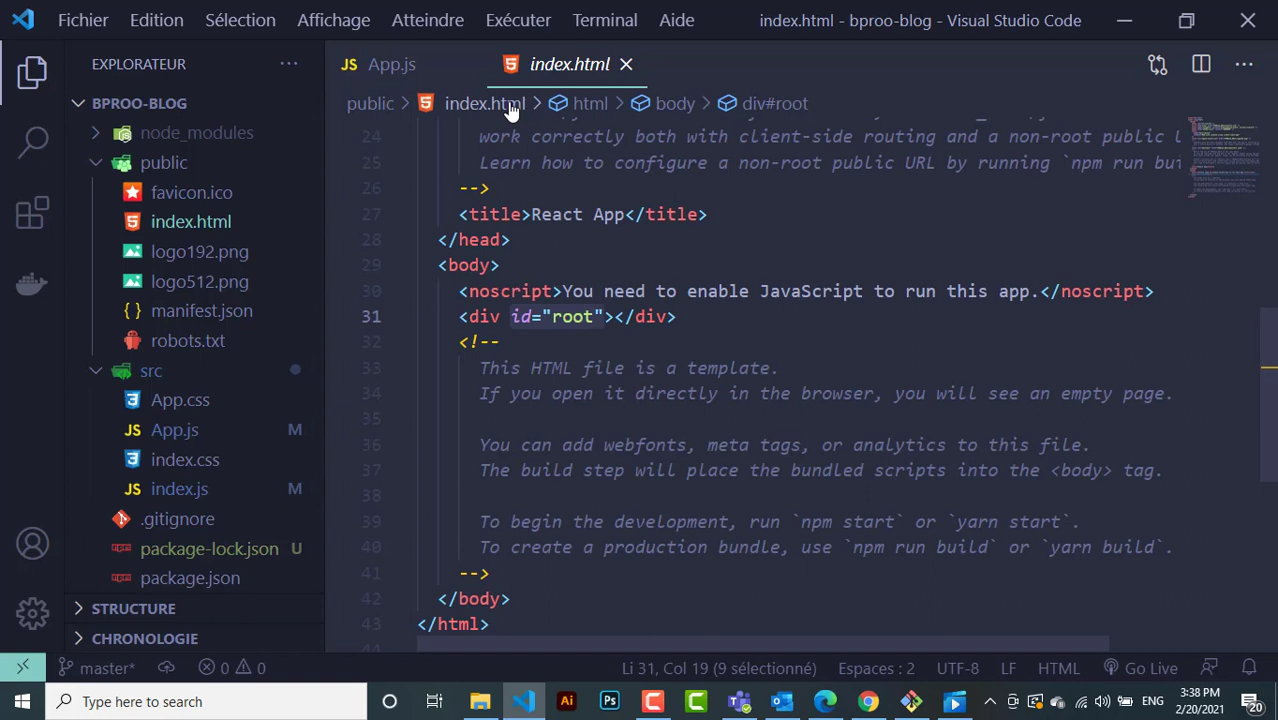 Fichier Edition Sélection Affichage Atteindre Exécuter Terminal Aide index.html - bproo-blog - Visual Studio Code
EXPLORATEUR
JS App.js
index.html
public > index.html > html > body > div#root
BPROO-BLOG
node_modules
public
favicon.ico
index.html
logo192.png
logo512.png
{ } manifest.json
robots.txt
src
App.css
JS App.js M
index.css
JS index.js M
.gitignore
package-lock.json U
package.json
STRUCTURE
CHRONOLOGIE
24 work correctly both with client-side routing and a non-root public
25 Learn how to configure a non-root public URL by running `npm run
26 -->
27 <title>React App</title>
28 </head>
29 <body>
30 <noscript>You need to enable JavaScript to run this app.</noscript>
31 <div id="root"></div>
32 <!--
33 This HTML file is a template.
34 If you open it directly in the browser, you will see an empty page.
35
36 You can add webfonts, meta tags, or analytics to this file.
37 The build step will place the bundled scripts into the <body> tag.
38
39 To begin the development, run `npm start` or `yarn start`.
40 To create a production bundle, use `npm run build` or `yarn build`.
41 -->
42 </body>
43 </html>
master* 0 0 Li 31, Col 19 (9 sélectionné) Espaces : 2 UTF-8 LF HTML Go Live
Type here to search
Ai Ps ENG
3:38 PM
2/20/2021
20